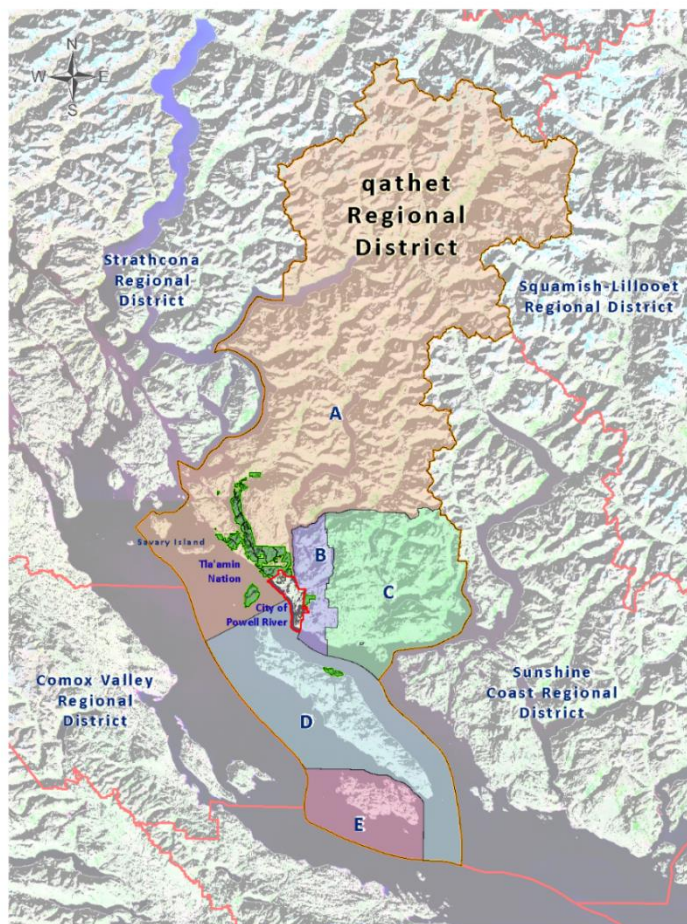 N
W E
S
qathet
Regional
District
Strathcona
Regional
District
Squamish-Lillooet
Regional District
A
Savary Island
B
Tla'amin
Nation
C
City of
Powell River
Comox Valley
Regional
District
Sunshine
Coast Regional
District
D
E